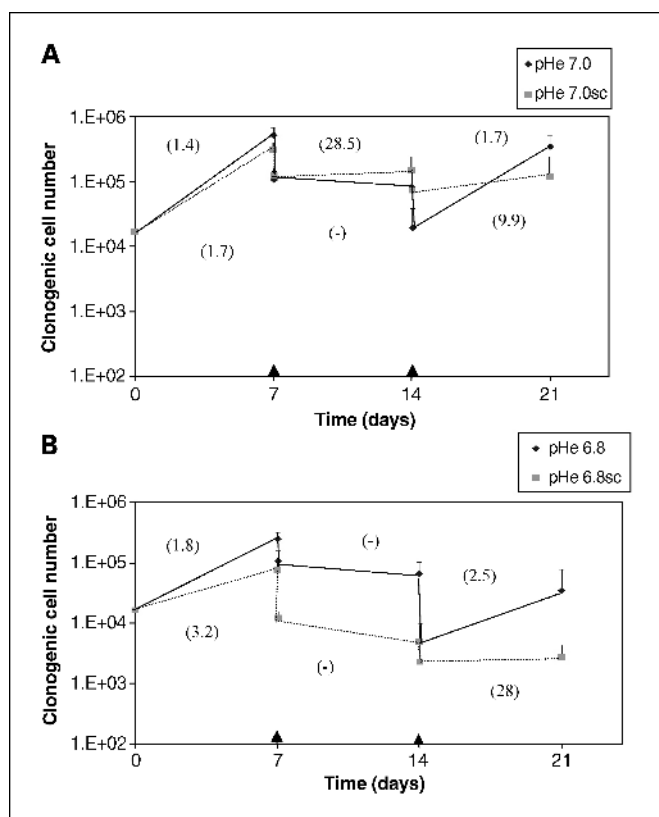 A
pHe 7.0
pHe 7.0sc
1.E+06
1.E+05
1.E+04
1.E+03
1.E+02
Clonogenic cell number
(1.4)
(28.5)
(1.7)
(1.7)
(-)
(9.9)
0
7
14
21
Time (days)
B
pHe 6.8
pHe 6.8sc
1.E+06
1.E+05
1.E+04
1.E+03
1.E+02
Clonogenic cell number
(1.8)
(-)
(2.5)
(3.2)
(-)
(28)
0
7
14
21
Time (days)